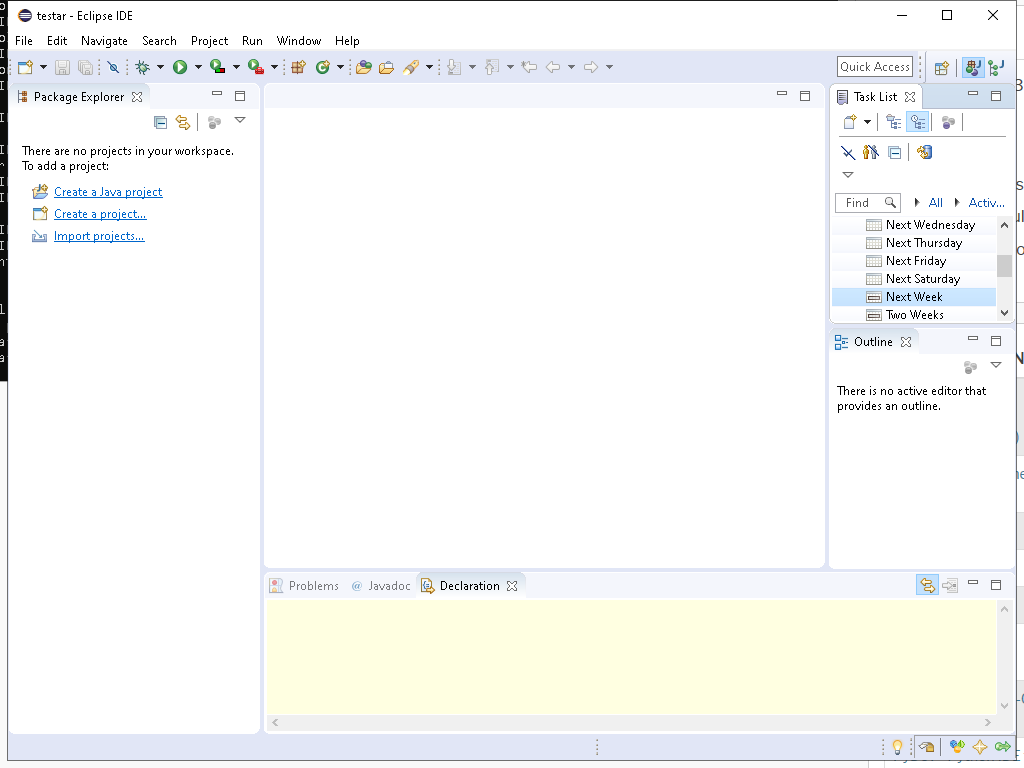 testar - Eclipse IDE
File Edit Navigate Search Project Run Window Help
Quick Access
Package Explorer
There are no projects in your workspace.
To add a project:
Create a Java project
Create a project...
Import projects...
Task List
Find All Activ...
Next Wednesday
Next Thursday
Next Friday
Next Saturday
Next Week
Two Weeks
Outline
There is no active editor that
provides an outline.
Problems @ Javadoc Declaration